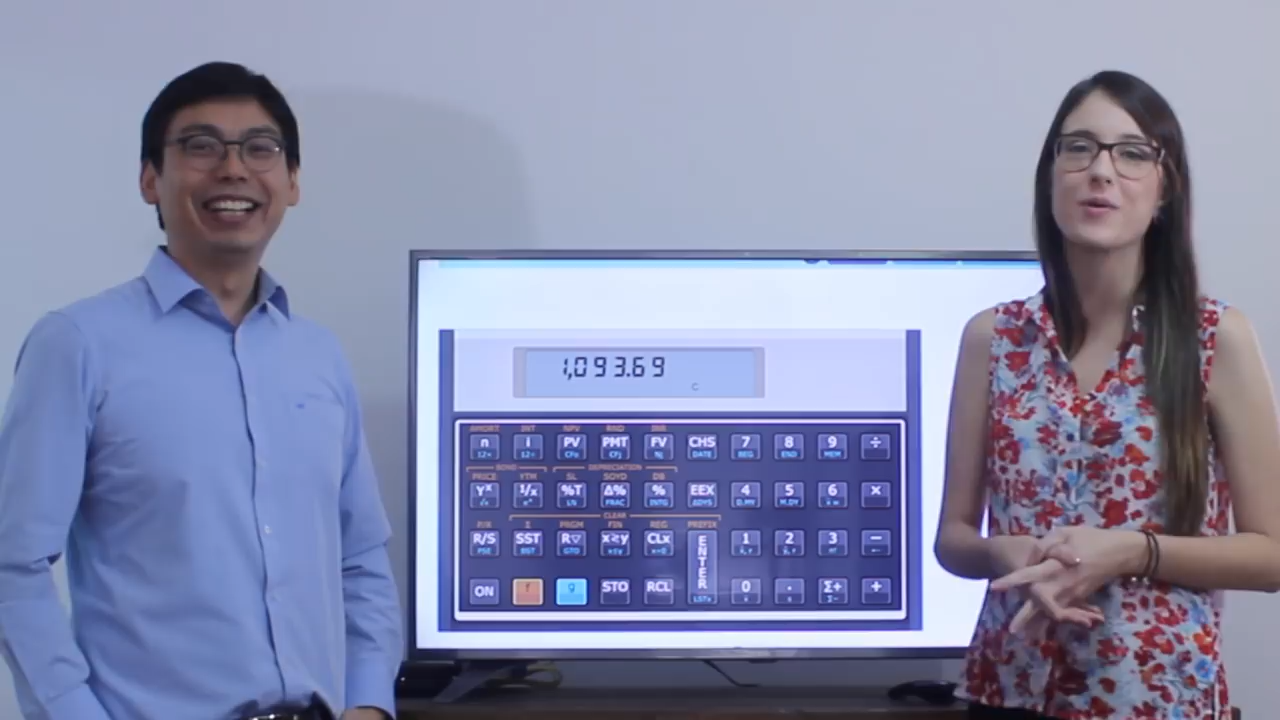 1,093.69
C
AMORT INT NPV RND IRR
n i PV PMT FV CHS 7 8 9 ÷
12× 12÷ CFo CFj Nj DATE BEG END MEM
BOND DEPRECIATION
PRICE YTM SL SOYD DB
Yˣ 1/x %T Δ% % EEX 4 5 6 ×
LN FRAC INTG ΔDYS D.MY M.DY
CLEAR
P/R Σ PRGM FIN REG PREFIX
R/S SST R▽ x≷y CLx ENTER 1 2 3 −
PSE BST GTO x≤y x=0 LSTx
ON f g STO RCL 0 . Σ+ +
Σ−